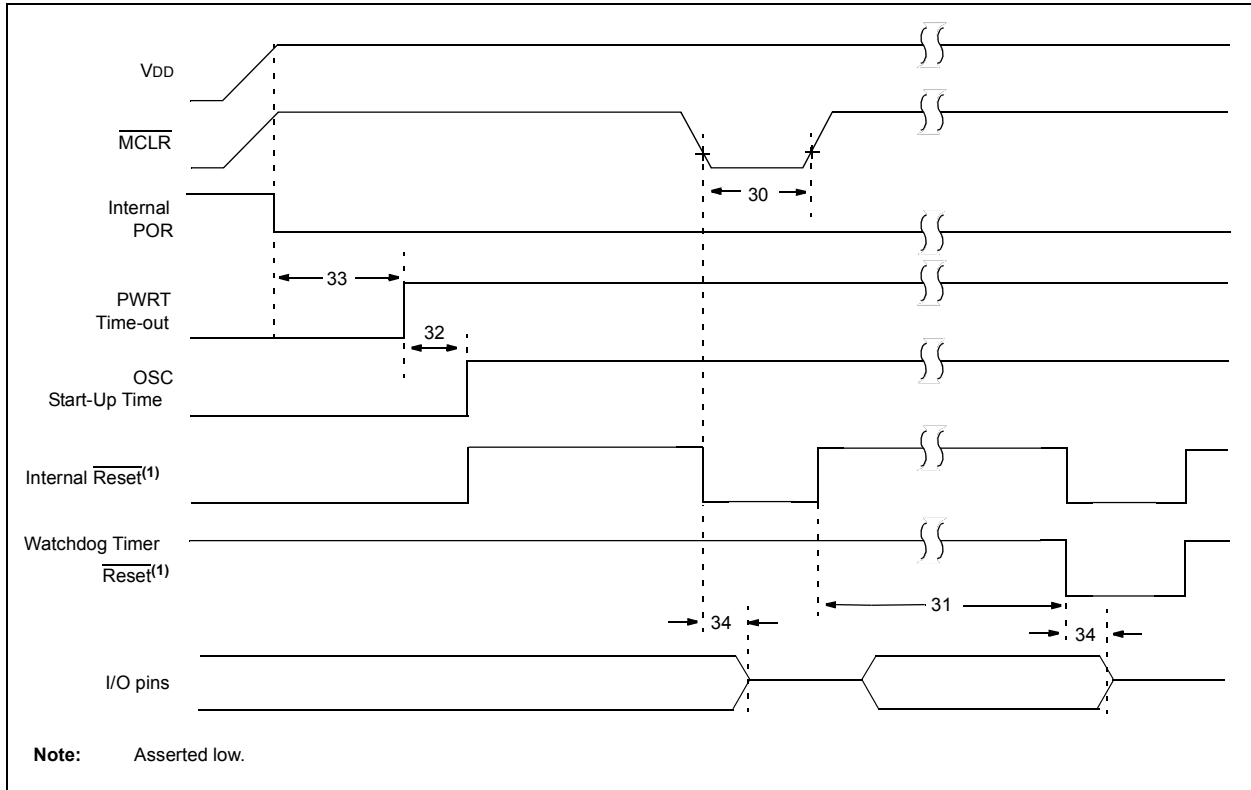 VDD
MCLR
30
Internal
POR
33
PWRT
Time-out
32
OSC
Start-Up Time
Internal Reset(1)
Watchdog Timer
Reset(1)
31
34
34
I/O pins
Note: Asserted low.